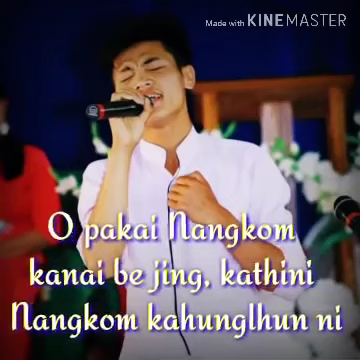 Made with KINEMASTER
O pakai Nangkom
kanai be jing, kathini
Nangkom kahunglhun ni